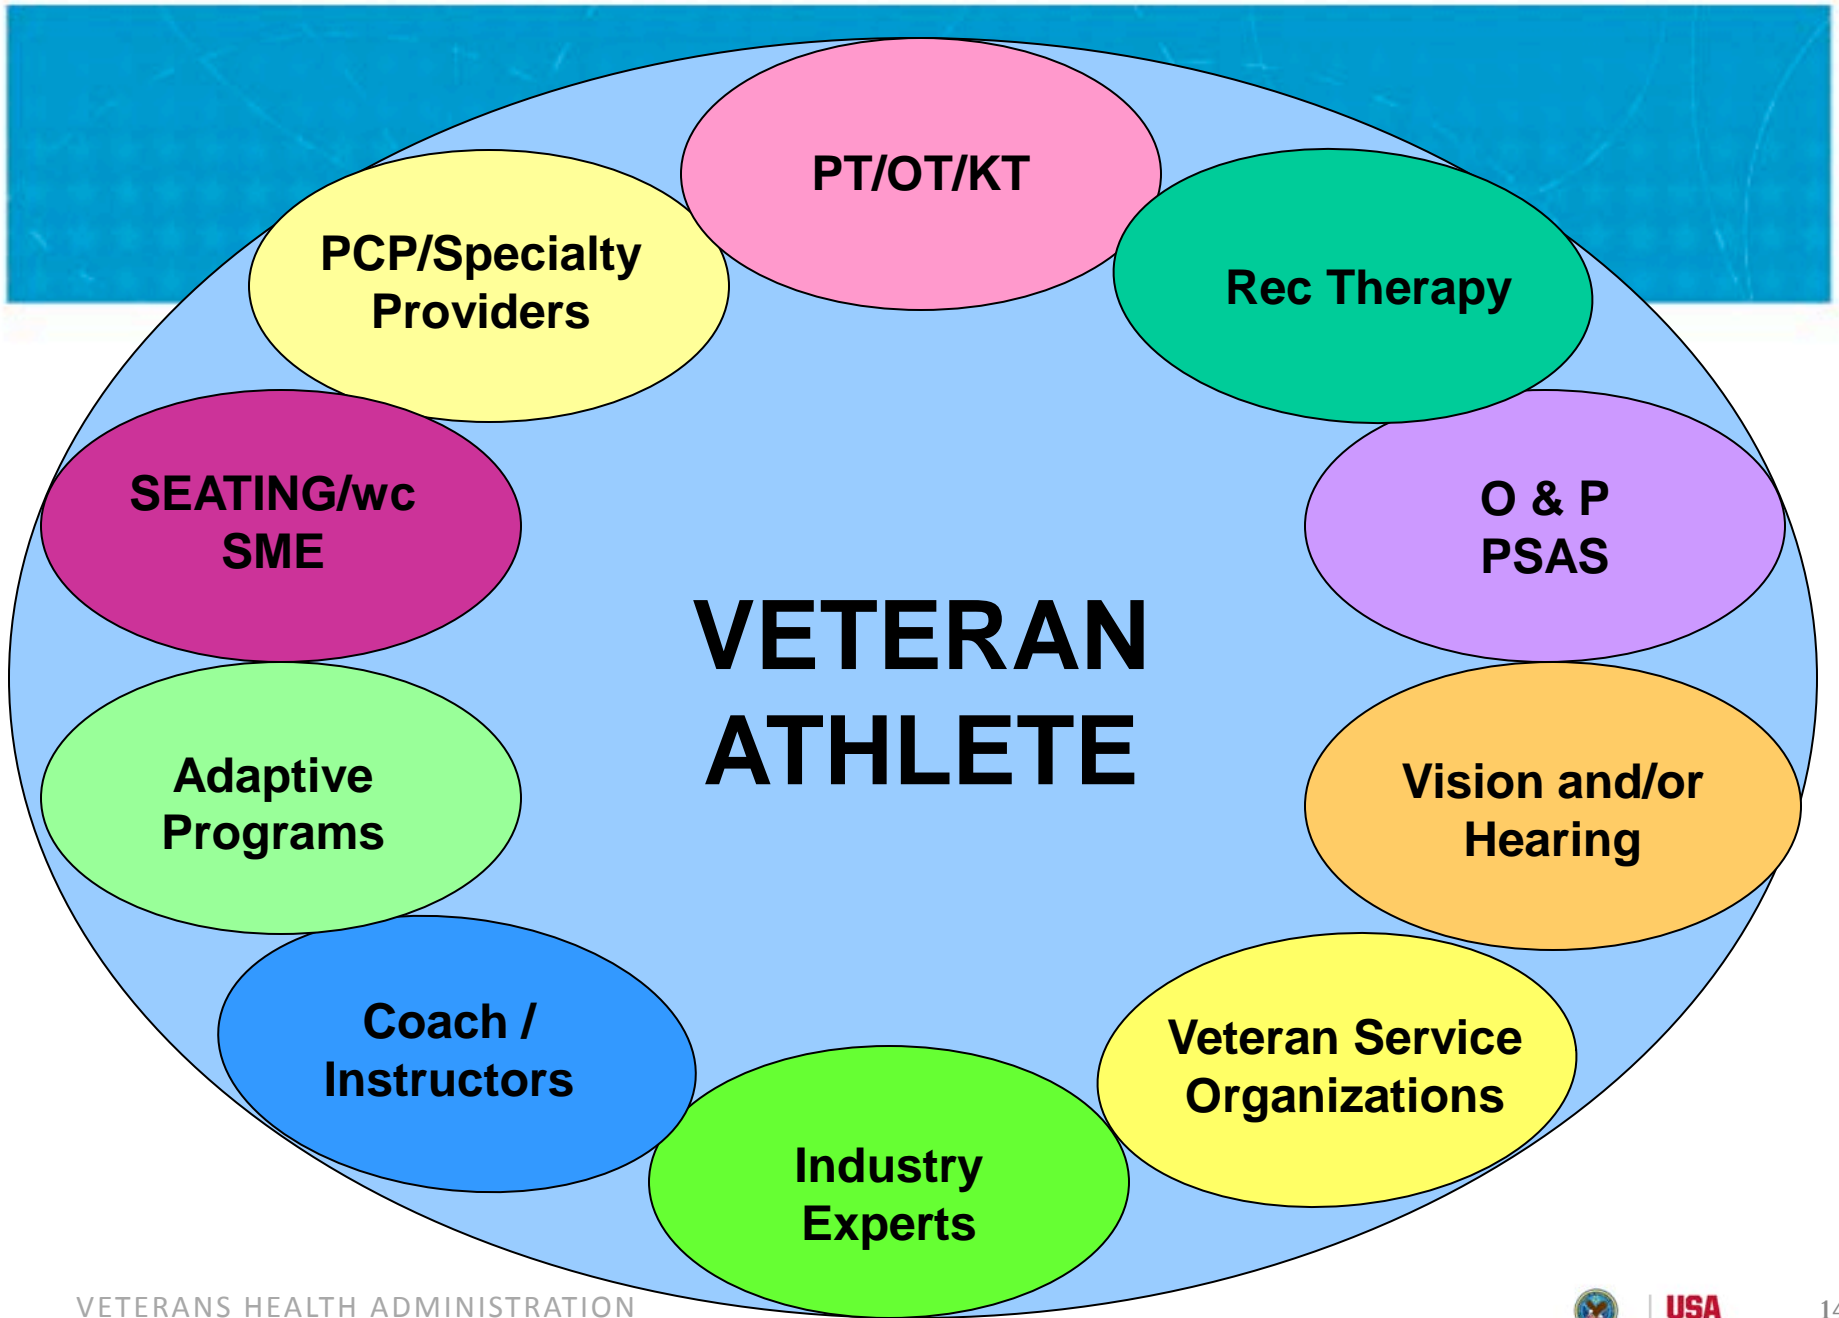 PT/OT/KT
PCP/Specialty
Providers
Rec Therapy
SEATING/wc
SME
O & P
PSAS
VETERAN
ATHLETE
Adaptive
Programs
Vision and/or
Hearing
Coach /
Instructors
Veteran Service
Organizations
Industry
Experts
VETERANS HEALTH ADMINISTRATION
USA
14